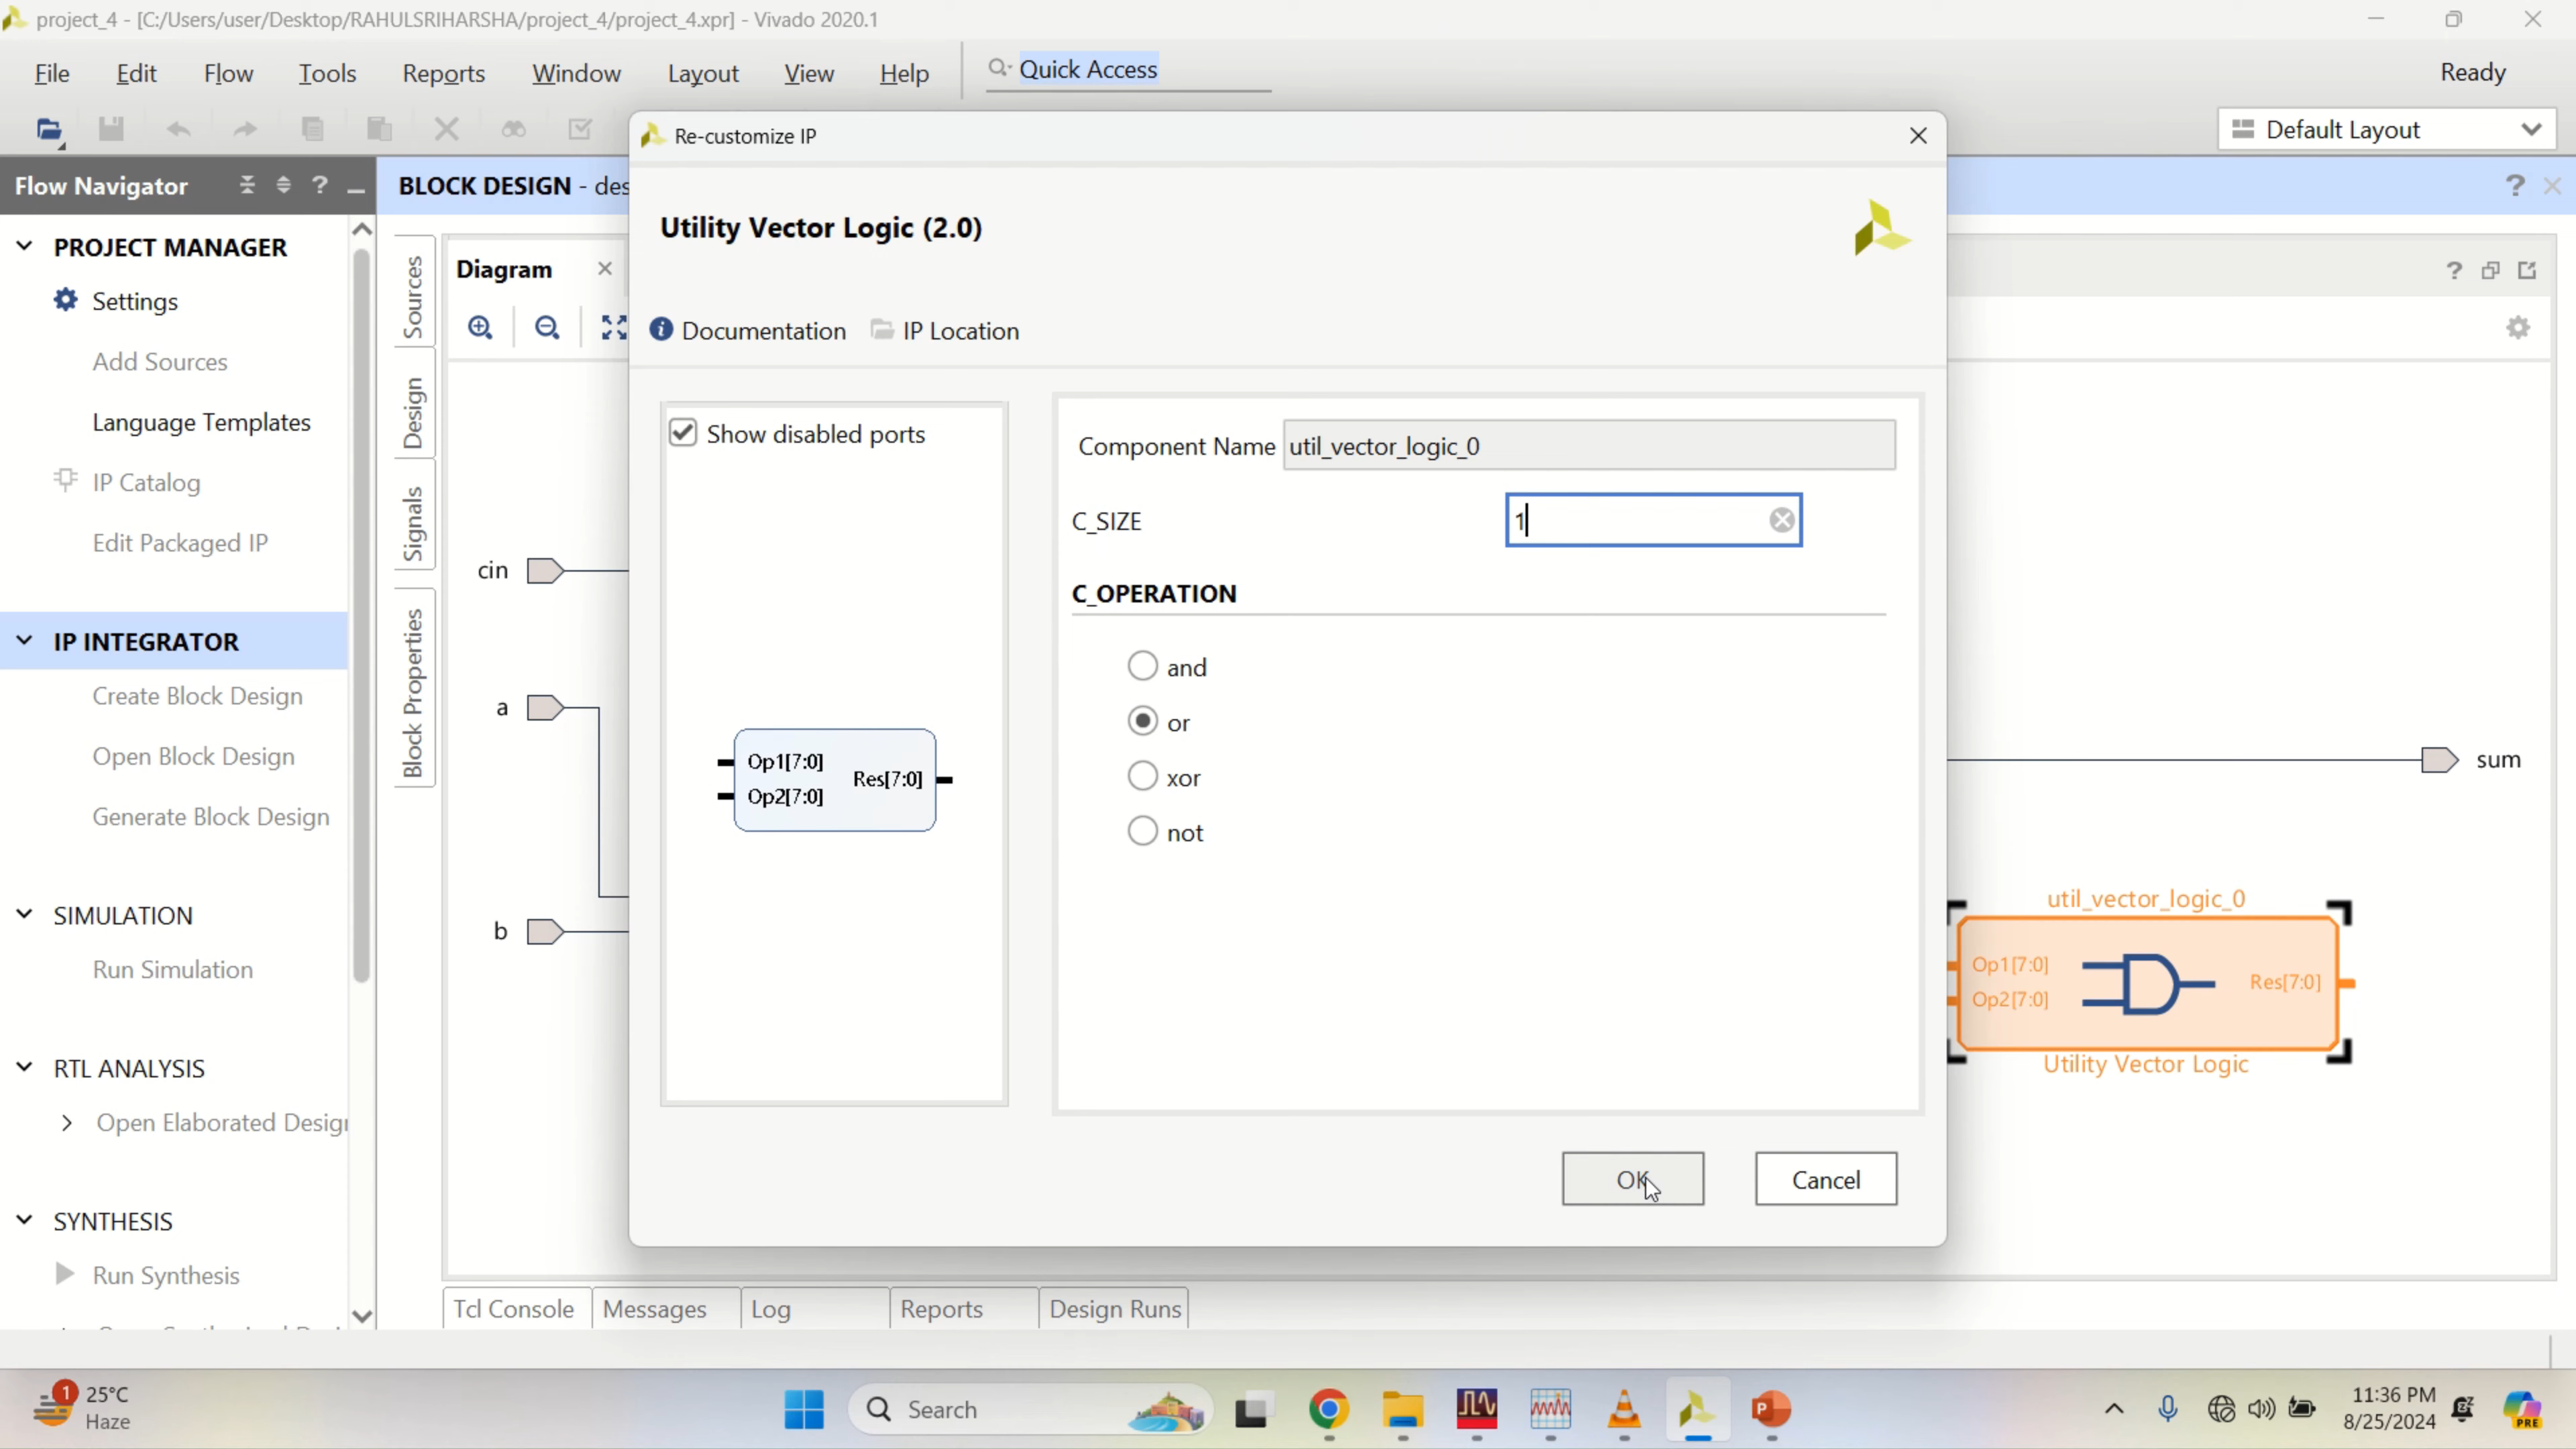 project_4 - [C:/Users/user/Desktop/RAHULSRIHARSHA/project_4/project_4.xpr] - Vivado 2020.1
File Edit Flow Tools Reports Window Layout View Help Quick Access Ready
Default Layout
Flow Navigator
PROJECT MANAGER
Settings
Add Sources
Language Templates
IP Catalog
Edit Packaged IP
IP INTEGRATOR
Create Block Design
Open Block Design
Generate Block Design
SIMULATION
Run Simulation
RTL ANALYSIS
Open Elaborated Design
SYNTHESIS
Run Synthesis
BLOCK DESIGN - des
Sources
Design
Signals
Block Properties
Diagram
cin
a
b
Re-customize IP
Utility Vector Logic (2.0)
Documentation IP Location
Show disabled ports
Op1[7:0]
Op2[7:0]
Res[7:0]
Component Name util_vector_logic_0
C_SIZE 1
C_OPERATION
and
or
xor
not
OK Cancel
sum
util_vector_logic_0
Op1[7:0]
Op2[7:0]
Res[7:0]
Utility Vector Logic
Tcl Console Messages Log Reports Design Runs
1
25°C
Haze
Search
11:36 PM
8/25/2024
PRE